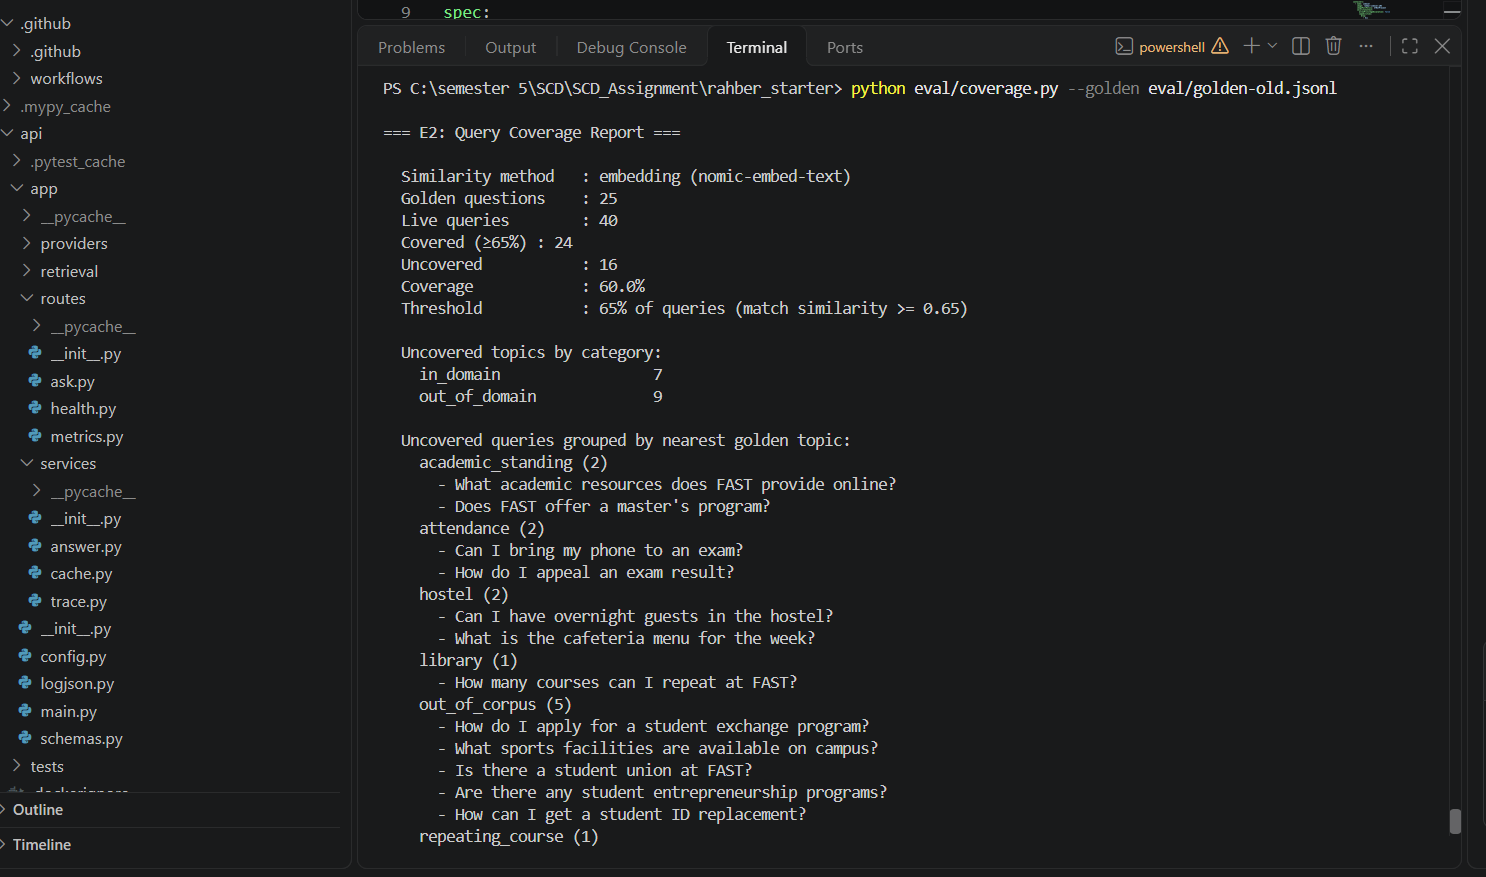 .github
.github
workflows
.mypy_cache
api
.pytest_cache
app
__pycache__
providers
retrieval
routes
__pycache__
__init__.py
ask.py
health.py
metrics.py
services
__pycache__
__init__.py
answer.py
cache.py
trace.py
__init__.py
config.py
logjson.py
main.py
schemas.py
tests
Outline
Timeline
9 spec:
Problems Output Debug Console Terminal Ports powershell
PS C:\semester 5\SCD\SCD_Assignment\rahber_starter> python eval/coverage.py --golden eval/golden-old.jsonl
=== E2: Query Coverage Report ===
Similarity method : embedding (nomic-embed-text)
Golden questions : 25
Live queries : 40
Covered (≥65%) : 24
Uncovered : 16
Coverage : 60.0%
Threshold : 65% of queries (match similarity >= 0.65)
Uncovered topics by category:
in_domain 7
out_of_domain 9
Uncovered queries grouped by nearest golden topic:
academic_standing (2)
- What academic resources does FAST provide online?
- Does FAST offer a master's program?
attendance (2)
- Can I bring my phone to an exam?
- How do I appeal an exam result?
hostel (2)
- Can I have overnight guests in the hostel?
- What is the cafeteria menu for the week?
library (1)
- How many courses can I repeat at FAST?
out_of_corpus (5)
- How do I apply for a student exchange program?
- What sports facilities are available on campus?
- Is there a student union at FAST?
- Are there any student entrepreneurship programs?
- How can I get a student ID replacement?
repeating_course (1)